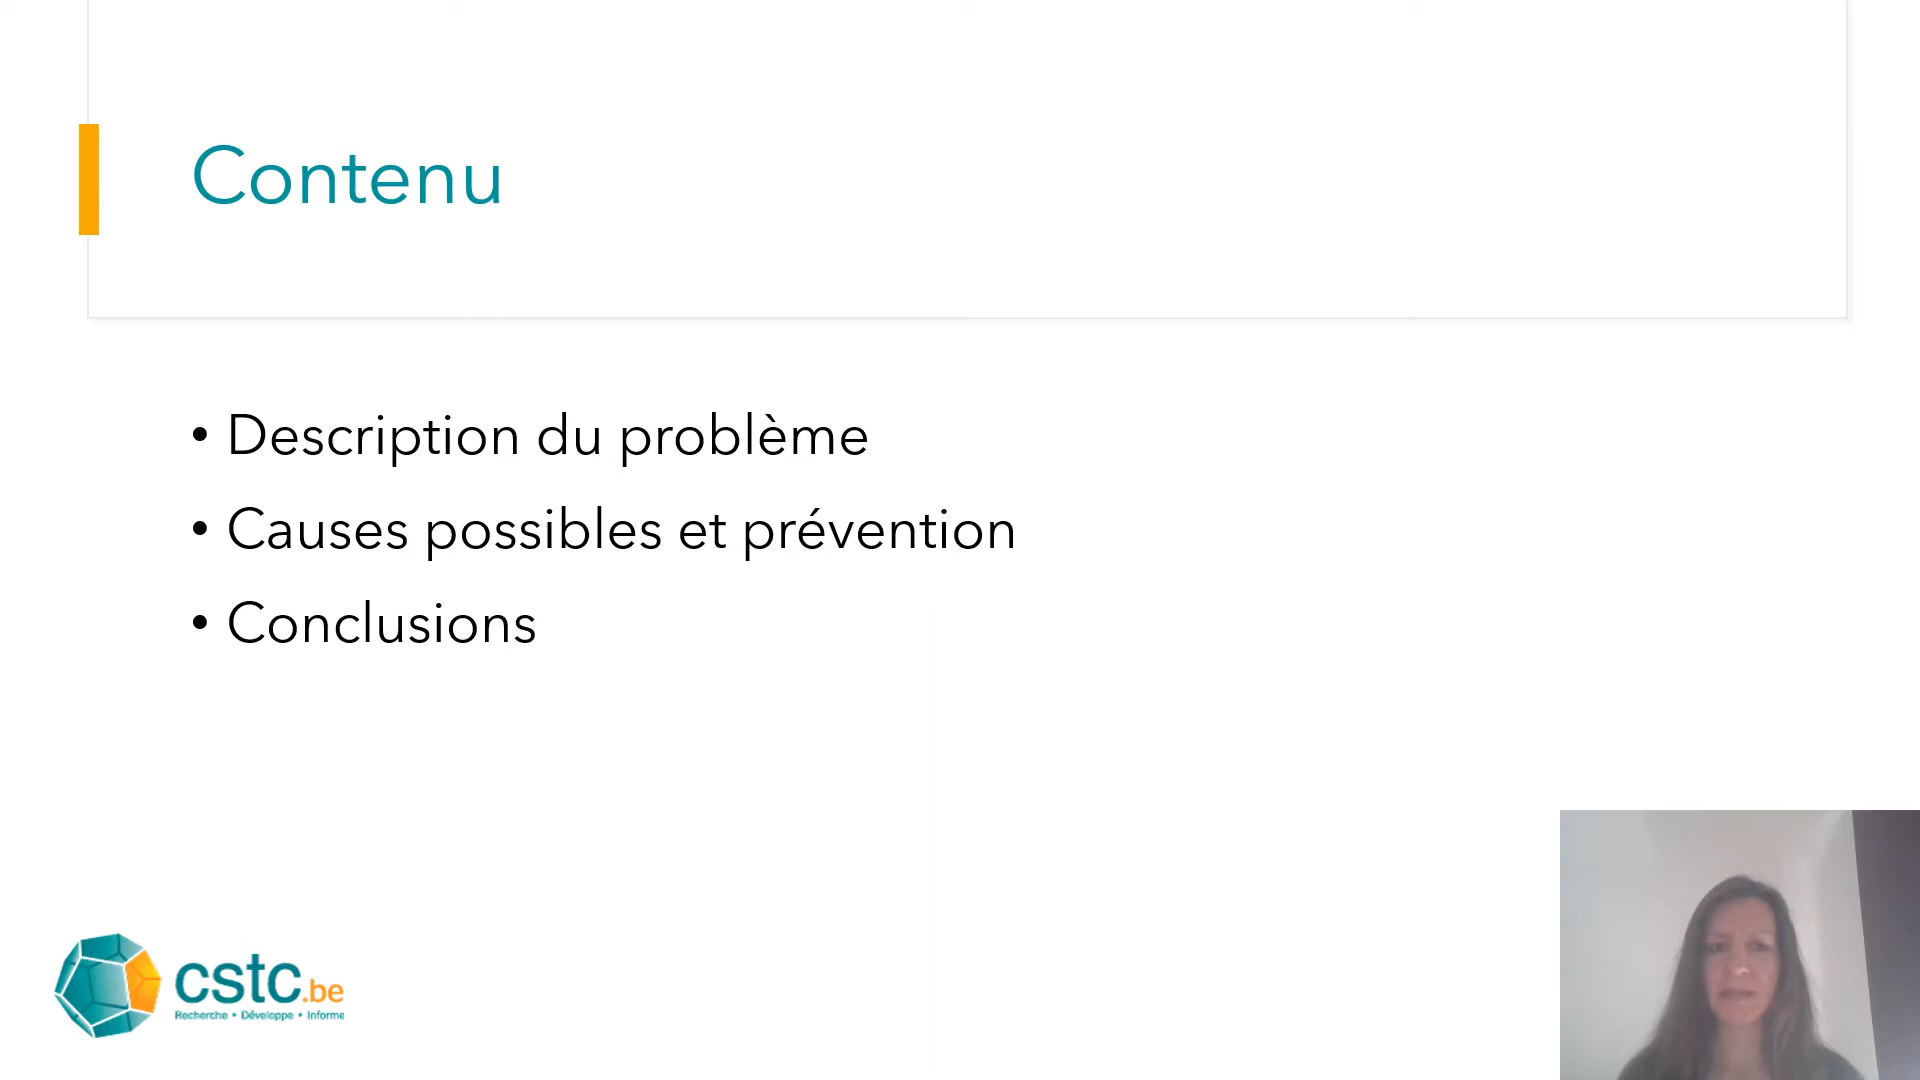 Contenu
• Description du problème
• Causes possibles et prévention
• Conclusions
cstc.be
Recherche • Développe • Informe